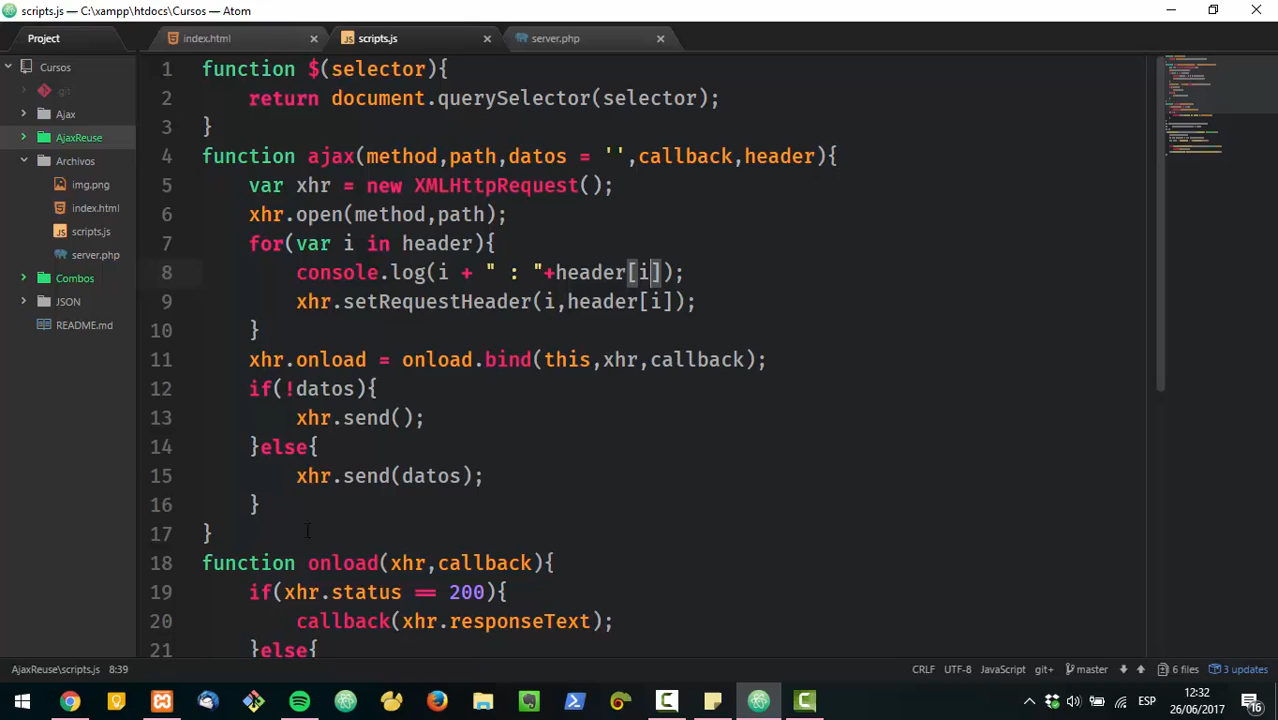 scripts.js — C:\xampp\htdocs\Cursos — Atom
Project
index.html
scripts.js
server.php
Cursos
.git
Ajax
AjaxReuse
Archivos
img.png
index.html
scripts.js
server.php
Combos
JSON
README.md
1 function $(selector){
2 return document.querySelector(selector);
3 }
4 function ajax(method,path,datos = '',callback,header){
5 var xhr = new XMLHttpRequest();
6 xhr.open(method,path);
7 for(var i in header){
8 console.log(i + " : "+header[i]);
9 xhr.setRequestHeader(i,header[i]);
10 }
11 xhr.onload = onload.bind(this,xhr,callback);
12 if(!datos){
13 xhr.send();
14 }else{
15 xhr.send(datos);
16 }
17 }
18 function onload(xhr,callback){
19 if(xhr.status == 200){
20 callback(xhr.responseText);
21 }else{
AjaxReuse\scripts.js 8:39
CRLF UTF-8 JavaScript git+ master 6 files 3 updates
ESP
12:32
26/06/2017
16